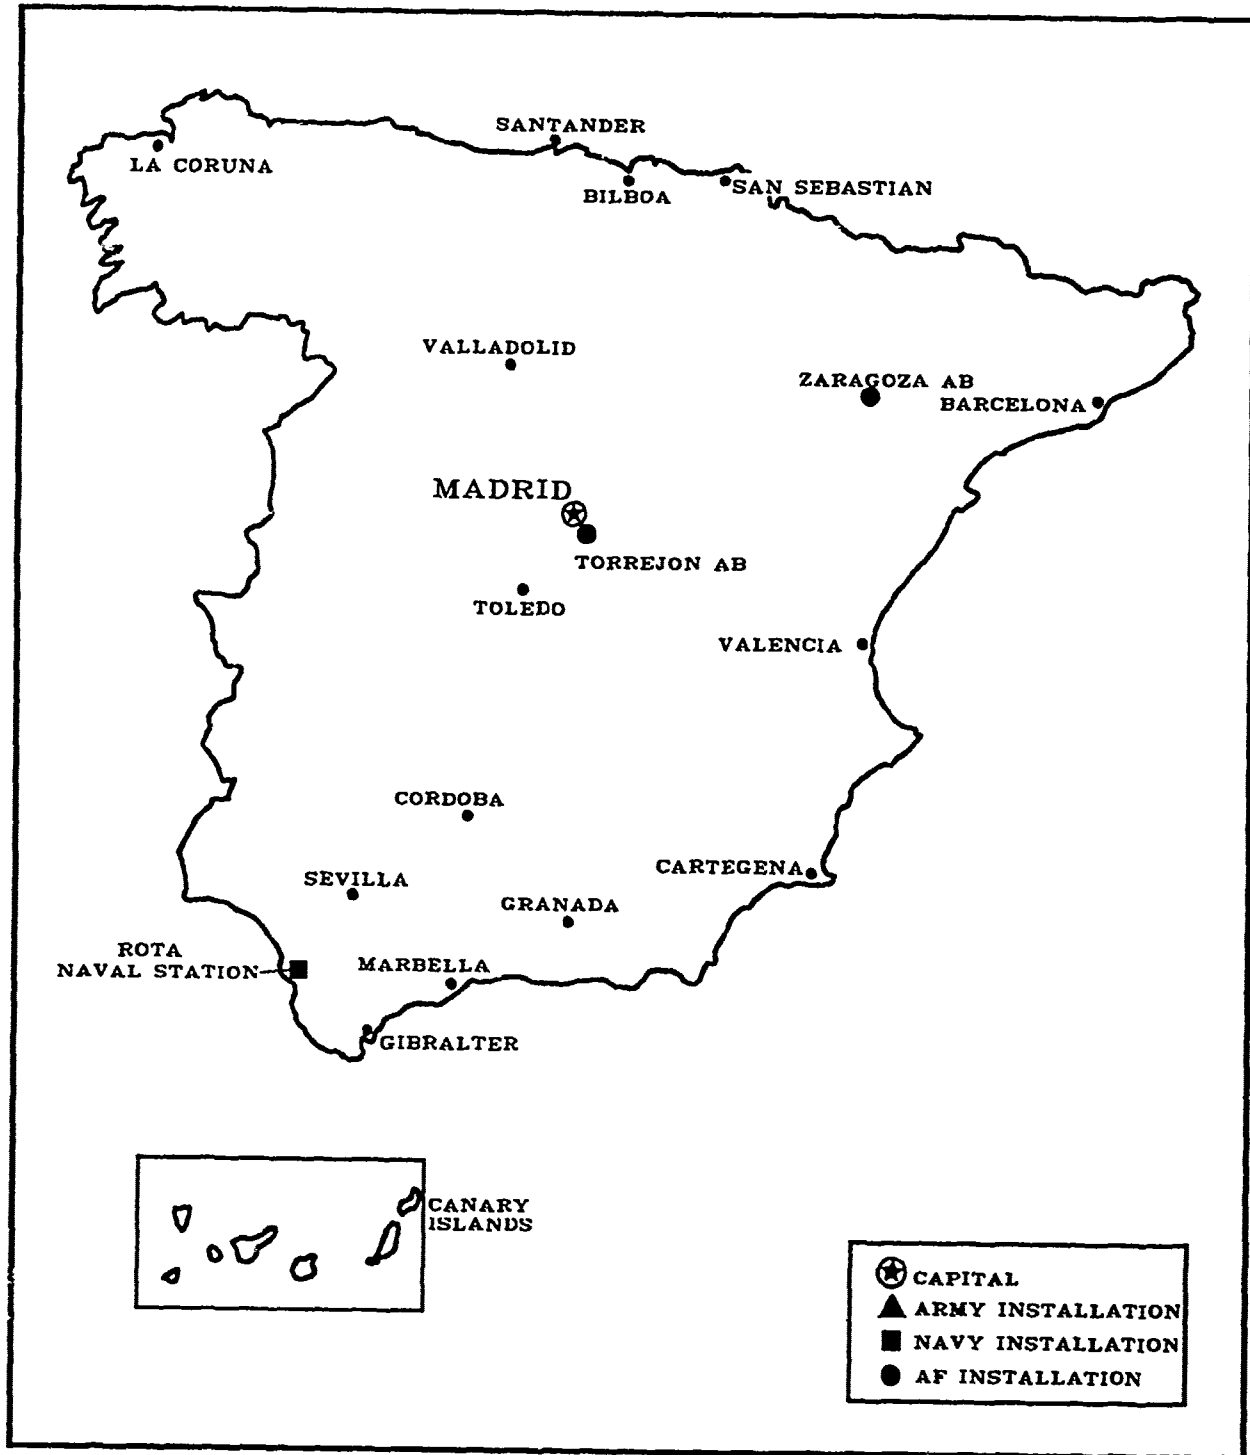 SANTANDER
LA CORUNA
BILBOA
SAN SEBASTIAN
VALLADOLID
ZARAGOZA AB
BARCELONA
MADRID
TORREJON AB
TOLEDO
VALENCIA
CORDOBA
CARTEGENA
SEVILLA
GRANADA
ROTA
NAVAL STATION
MARBELLA
GIBRALTER
CANARY
ISLANDS
CAPITAL
ARMY INSTALLATION
NAVY INSTALLATION
AF INSTALLATION